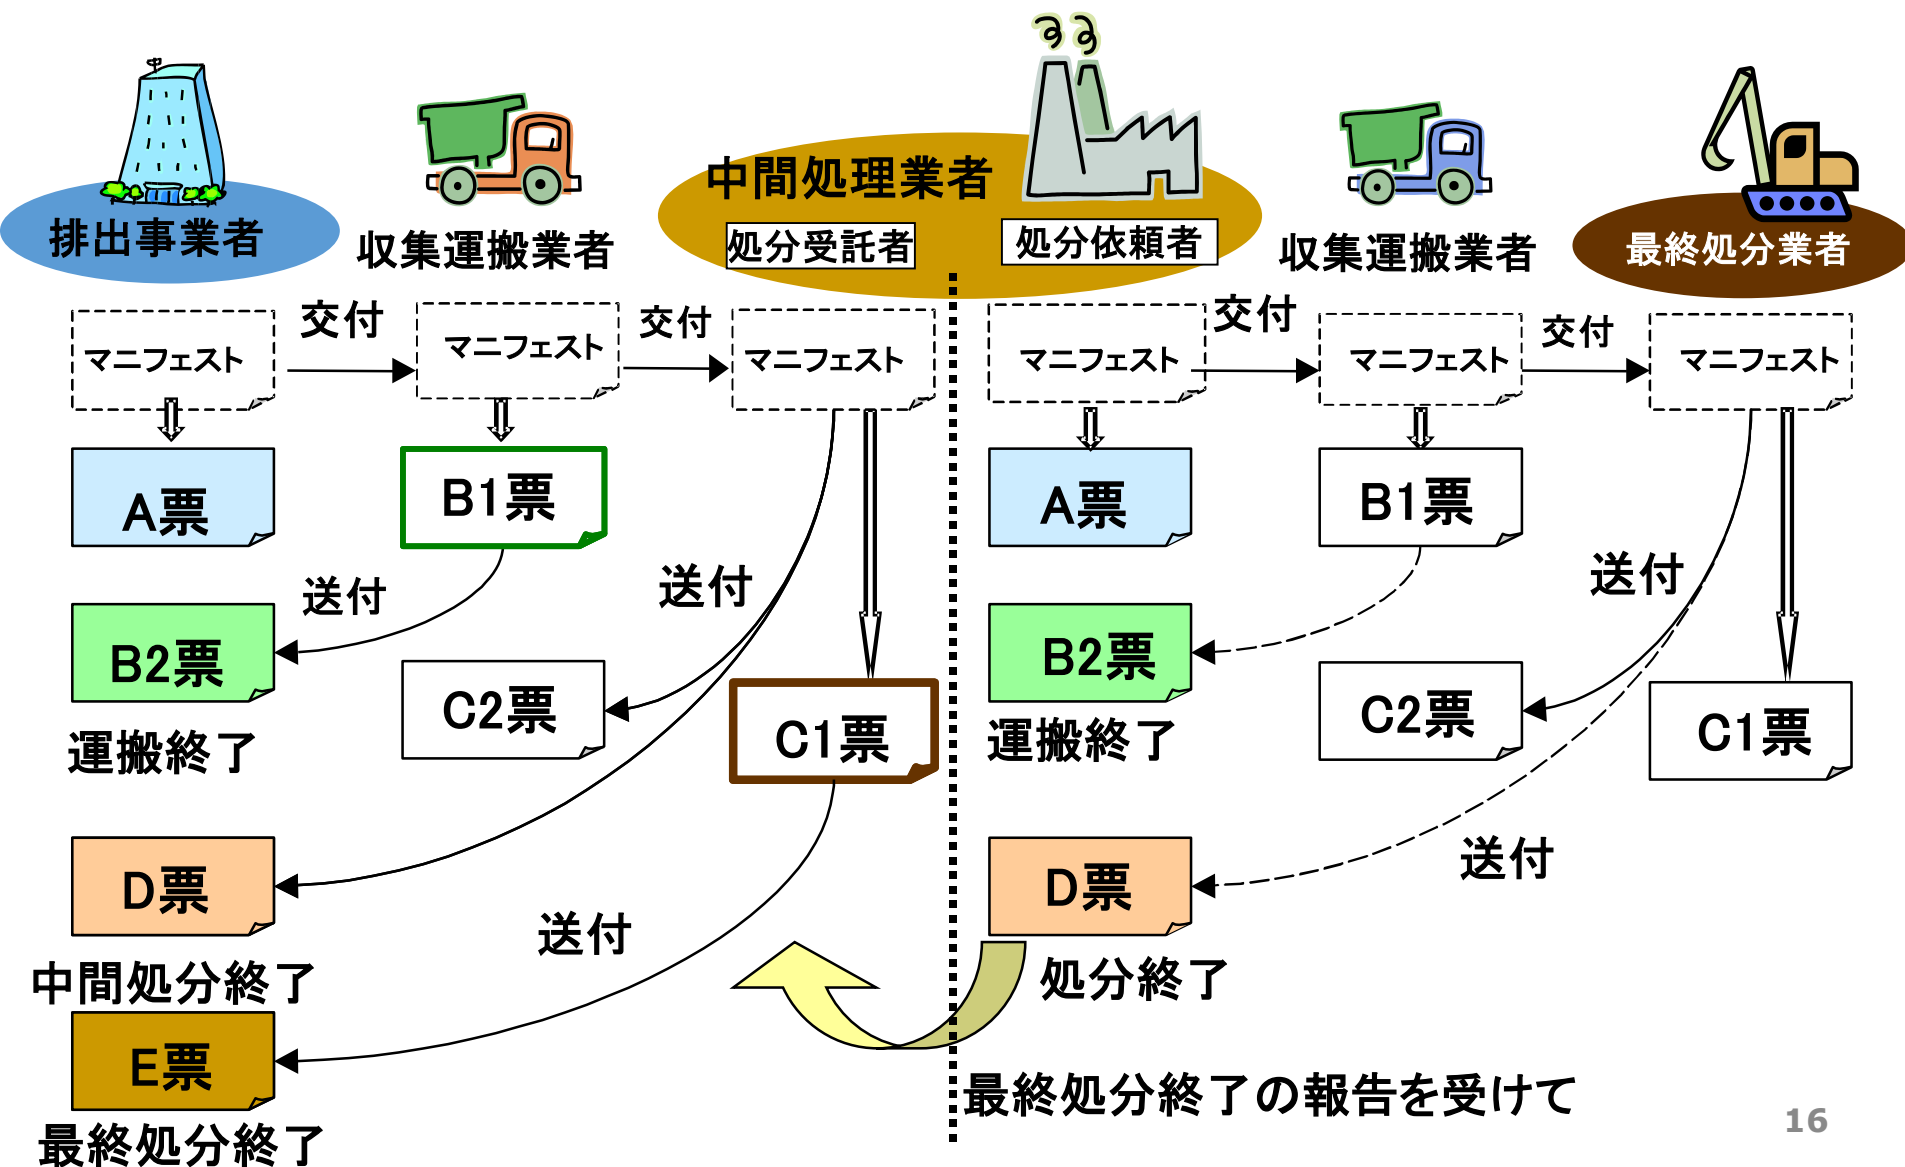 排出事業者
収集運搬業者
中間処理業者
処分受託者
処分依頼者
収集運搬業者
最終処分業者
マニフェスト
交付
マニフェスト
交付
マニフェスト
マニフェスト
交付
マニフェスト
交付
マニフェスト
A票
B1票
A票
B1票
送付
送付
送付
B2票
C2票
C1票
B2票
C2票
C1票
運搬終了
運搬終了
D票
D票
送付
送付
中間処分終了
処分終了
E票
最終処分終了の報告を受けて
最終処分終了
16